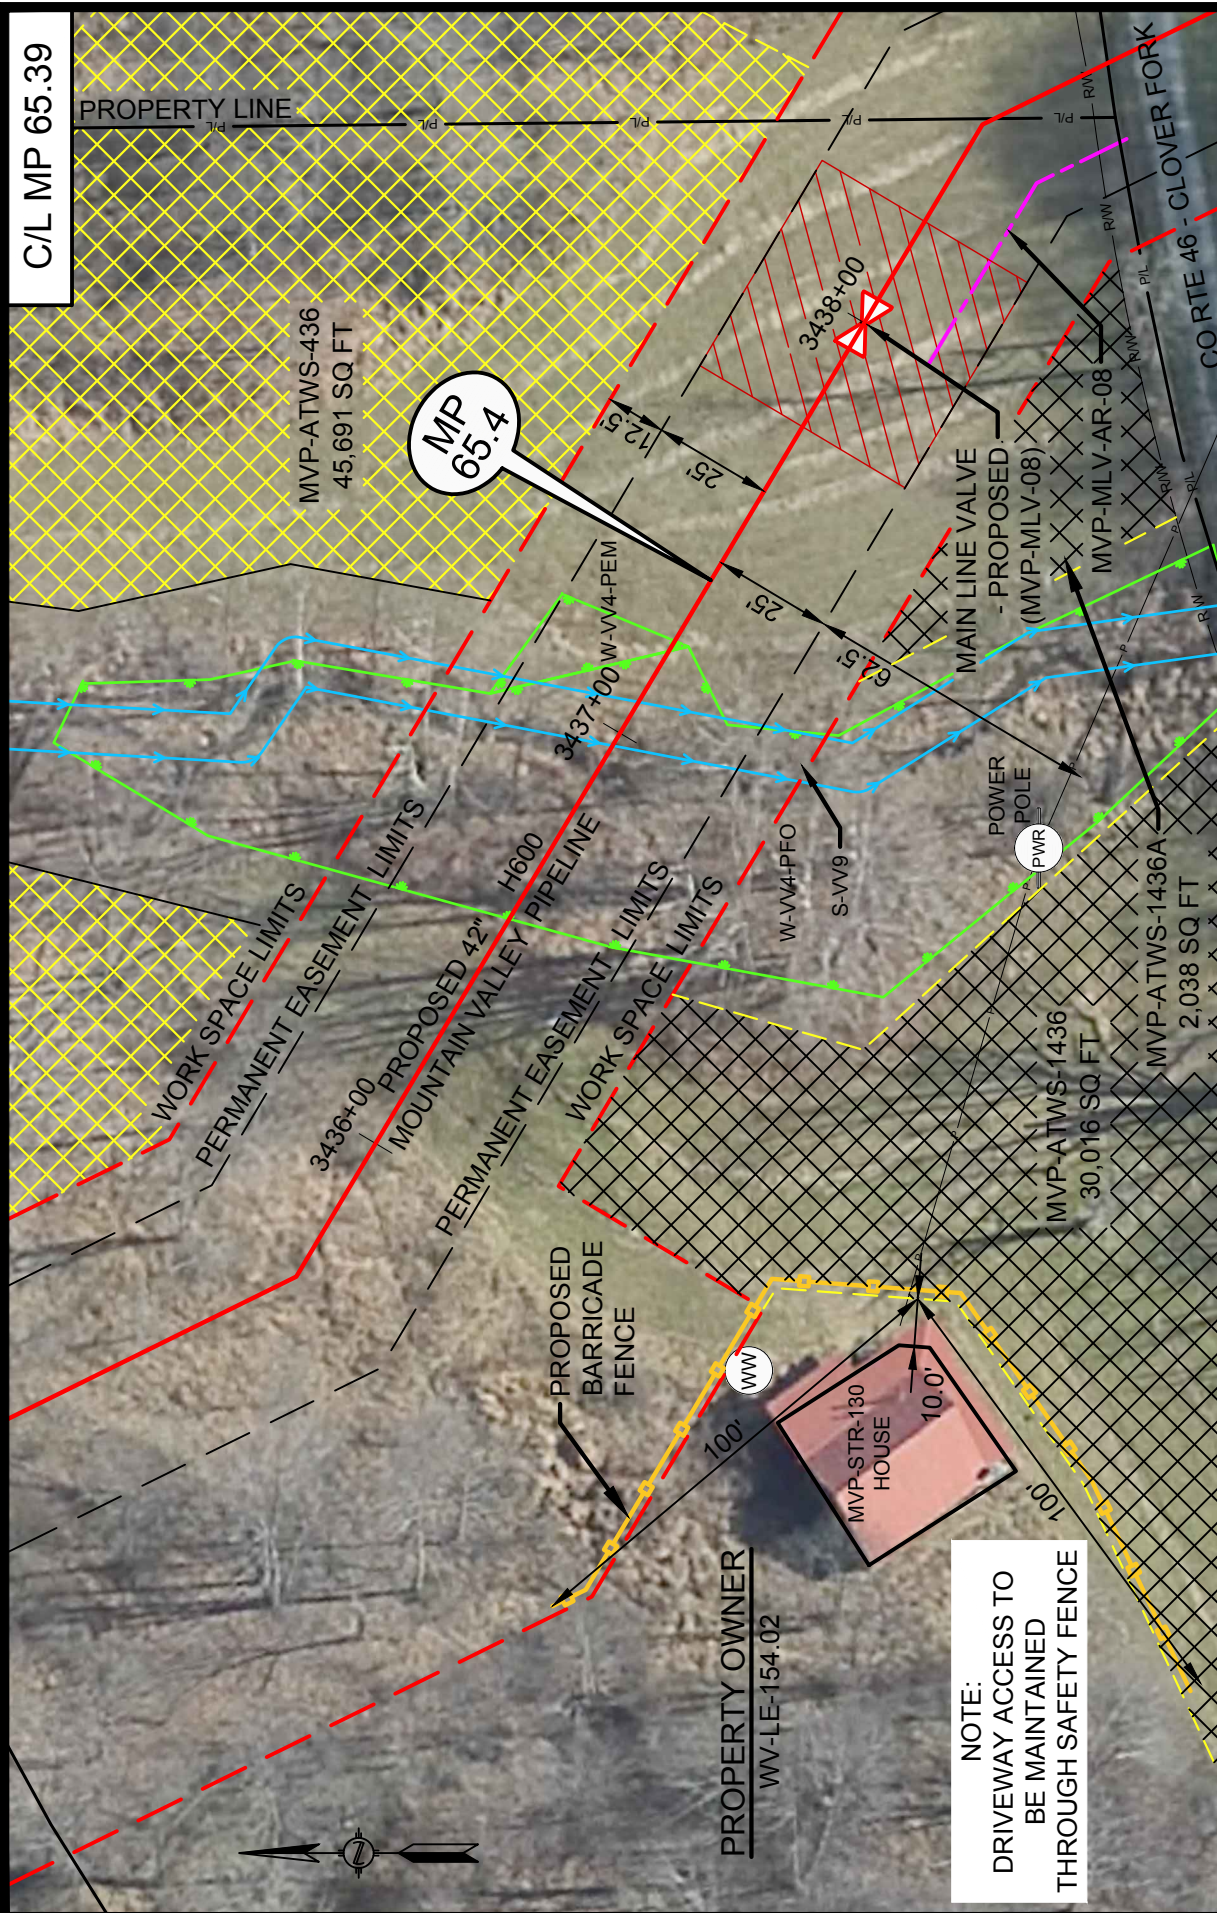 C/L MP 65.39
PROPERTY LINE
P/L
P/L
P/L
P/L
P/L
MVP-ATWS-436
45,691 SQ FT
MP
65.4
12.5'
25'
25'
62.5'
3438+00
3437+00
3436+00
W-VV4-PEM
MAIN LINE VALVE
- PROPOSED
(MVP-MLV-08)
MVP-MLV-AR-08
CO RTE 46 - CLOVER FORK
R/W
R/W
R/W
R/W
R/W
R/W
P/L
P/L
WORK SPACE LIMITS
PERMANENT EASEMENT LIMITS
H600
PROPOSED 42"
MOUNTAIN VALLEY PIPELINE
PERMANENT EASEMENT LIMITS
WORK SPACE LIMITS
W-VV4-PFO
S-VV9
POWER
POLE
PWR
P
P
P
P
P
P
P
MVP-ATWS-1436A
2,038 SQ FT
MVP-ATWS-1436
30,016 SQ FT
PROPOSED
BARRICADE
FENCE
WW
MVP-STR-130
HOUSE
10.0'
100'
100'
PROPERTY OWNER
WV-LE-154.02
NOTE:
DRIVEWAY ACCESS TO
BE MAINTAINED
THROUGH SAFETY FENCE
Z